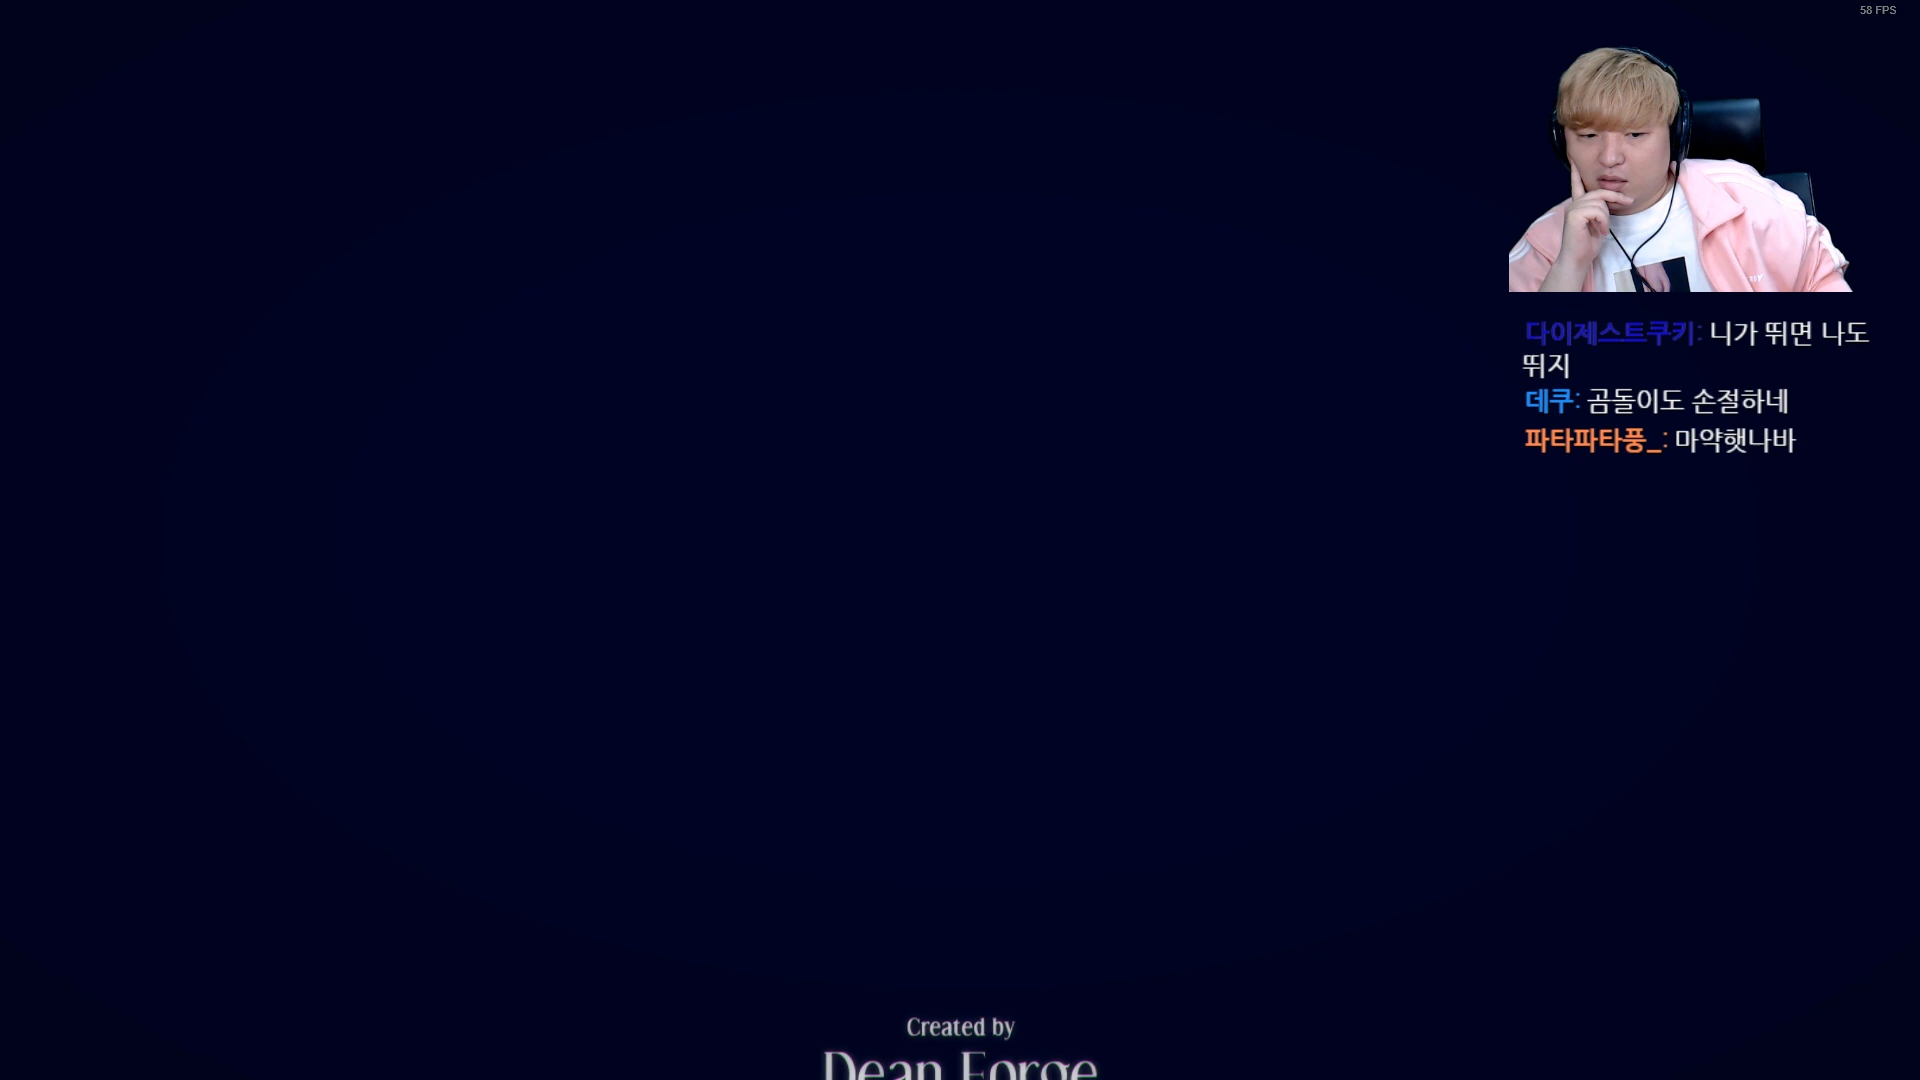 58 FPS
다이제스트쿠키: 니가 뛰면 나도
뛰지
데쿠: 곰돌이도 손절하네
파타파타풍_: 마약햇나바
Created by
Dean Forge